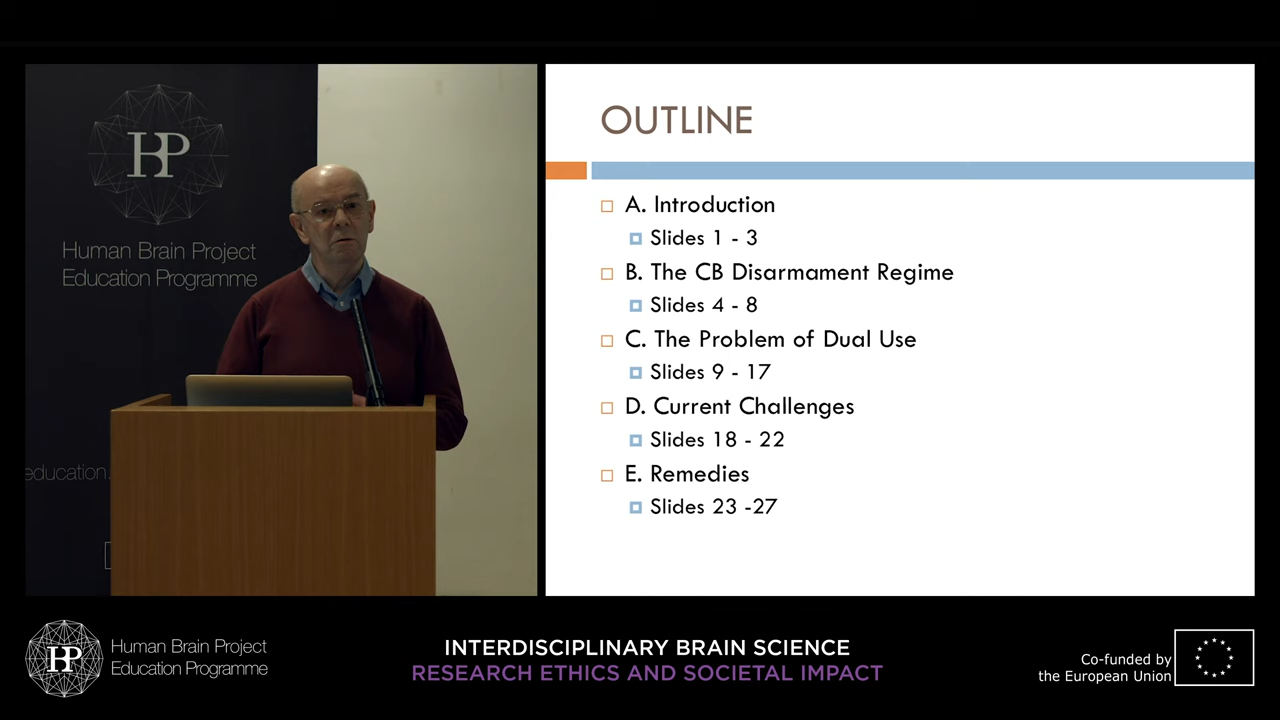 HP
Human Brain Project
Education Programme
education.
OUTLINE
A. Introduction
Slides 1 - 3
B. The CB Disarmament Regime
Slides 4 - 8
C. The Problem of Dual Use
Slides 9 - 17
D. Current Challenges
Slides 18 - 22
E. Remedies
Slides 23 -27
HP
Human Brain Project
Education Programme
INTERDISCIPLINARY BRAIN SCIENCE
RESEARCH ETHICS AND SOCIETAL IMPACT
Co-funded by
the European Union